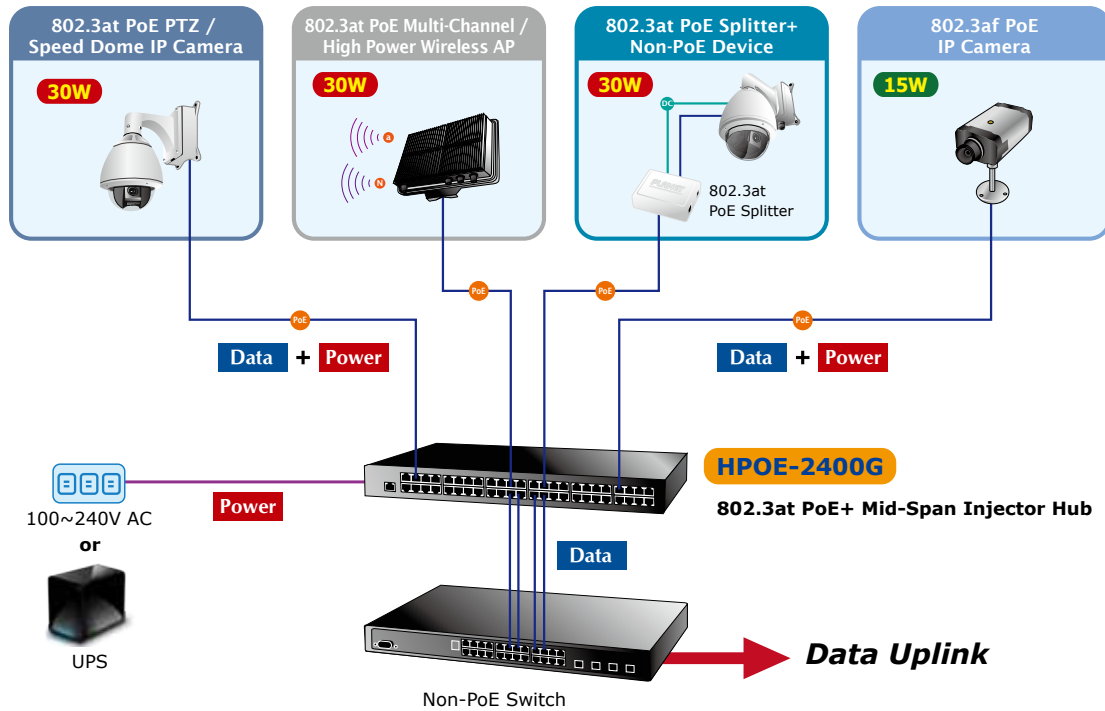 802.3at PoE PTZ /
Speed Dome IP Camera
30W
802.3at PoE Multi-Channel /
High Power Wireless AP
30W
a
N
802.3at PoE Splitter+
Non-PoE Device
30W
DC
PLANET
802.3at
PoE Splitter
802.3af PoE
IP Camera
15W
PoE
PoE
PoE
PoE
Data + Power
Data + Power
HPOE-2400G
802.3at PoE+ Mid-Span Injector Hub
Power
100~240V AC
or
UPS
Data
Data Uplink
Non-PoE Switch